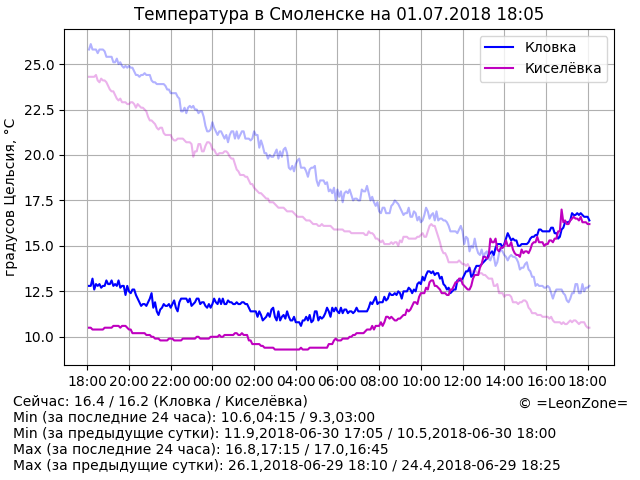 Температура в Смоленске на 01.07.2018 18:05
градусов Цельсия, °C
25.0
22.5
20.0
17.5
15.0
12.5
10.0
Кловка
Киселёвка
18:00 20:00 22:00 00:00 02:00 04:00 06:00 08:00 10:00 12:00 14:00 16:00 18:00
Сейчас: 16.4 / 16.2 (Кловка / Киселёвка)
© =LeonZone=
Min (за последние 24 часа): 10.6,04:15 / 9.3,03:00
Min (за предыдущие сутки): 11.9,2018-06-30 17:05 / 10.5,2018-06-30 18:00
Max (за последние 24 часа): 16.8,17:15 / 17.0,16:45
Max (за предыдущие сутки): 26.1,2018-06-29 18:10 / 24.4,2018-06-29 18:25